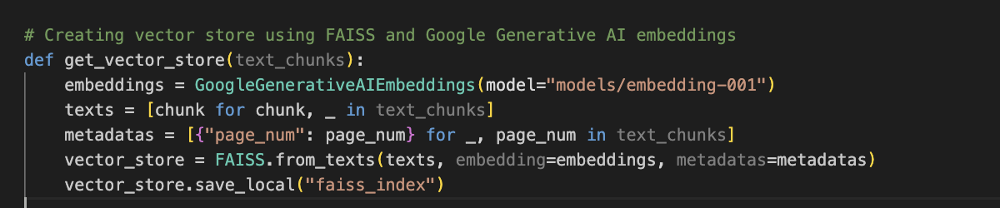 # Creating vector store using FAISS and Google Generative AI embeddings
def get_vector_store(text_chunks):
    embeddings = GoogleGenerativeAIEmbeddings(model="models/embedding-001")
    texts = [chunk for chunk, _ in text_chunks]
    metadatas = [{"page_num": page_num} for _, page_num in text_chunks]
    vector_store = FAISS.from_texts(texts, embedding=embeddings, metadatas=metadatas)
    vector_store.save_local("faiss_index")